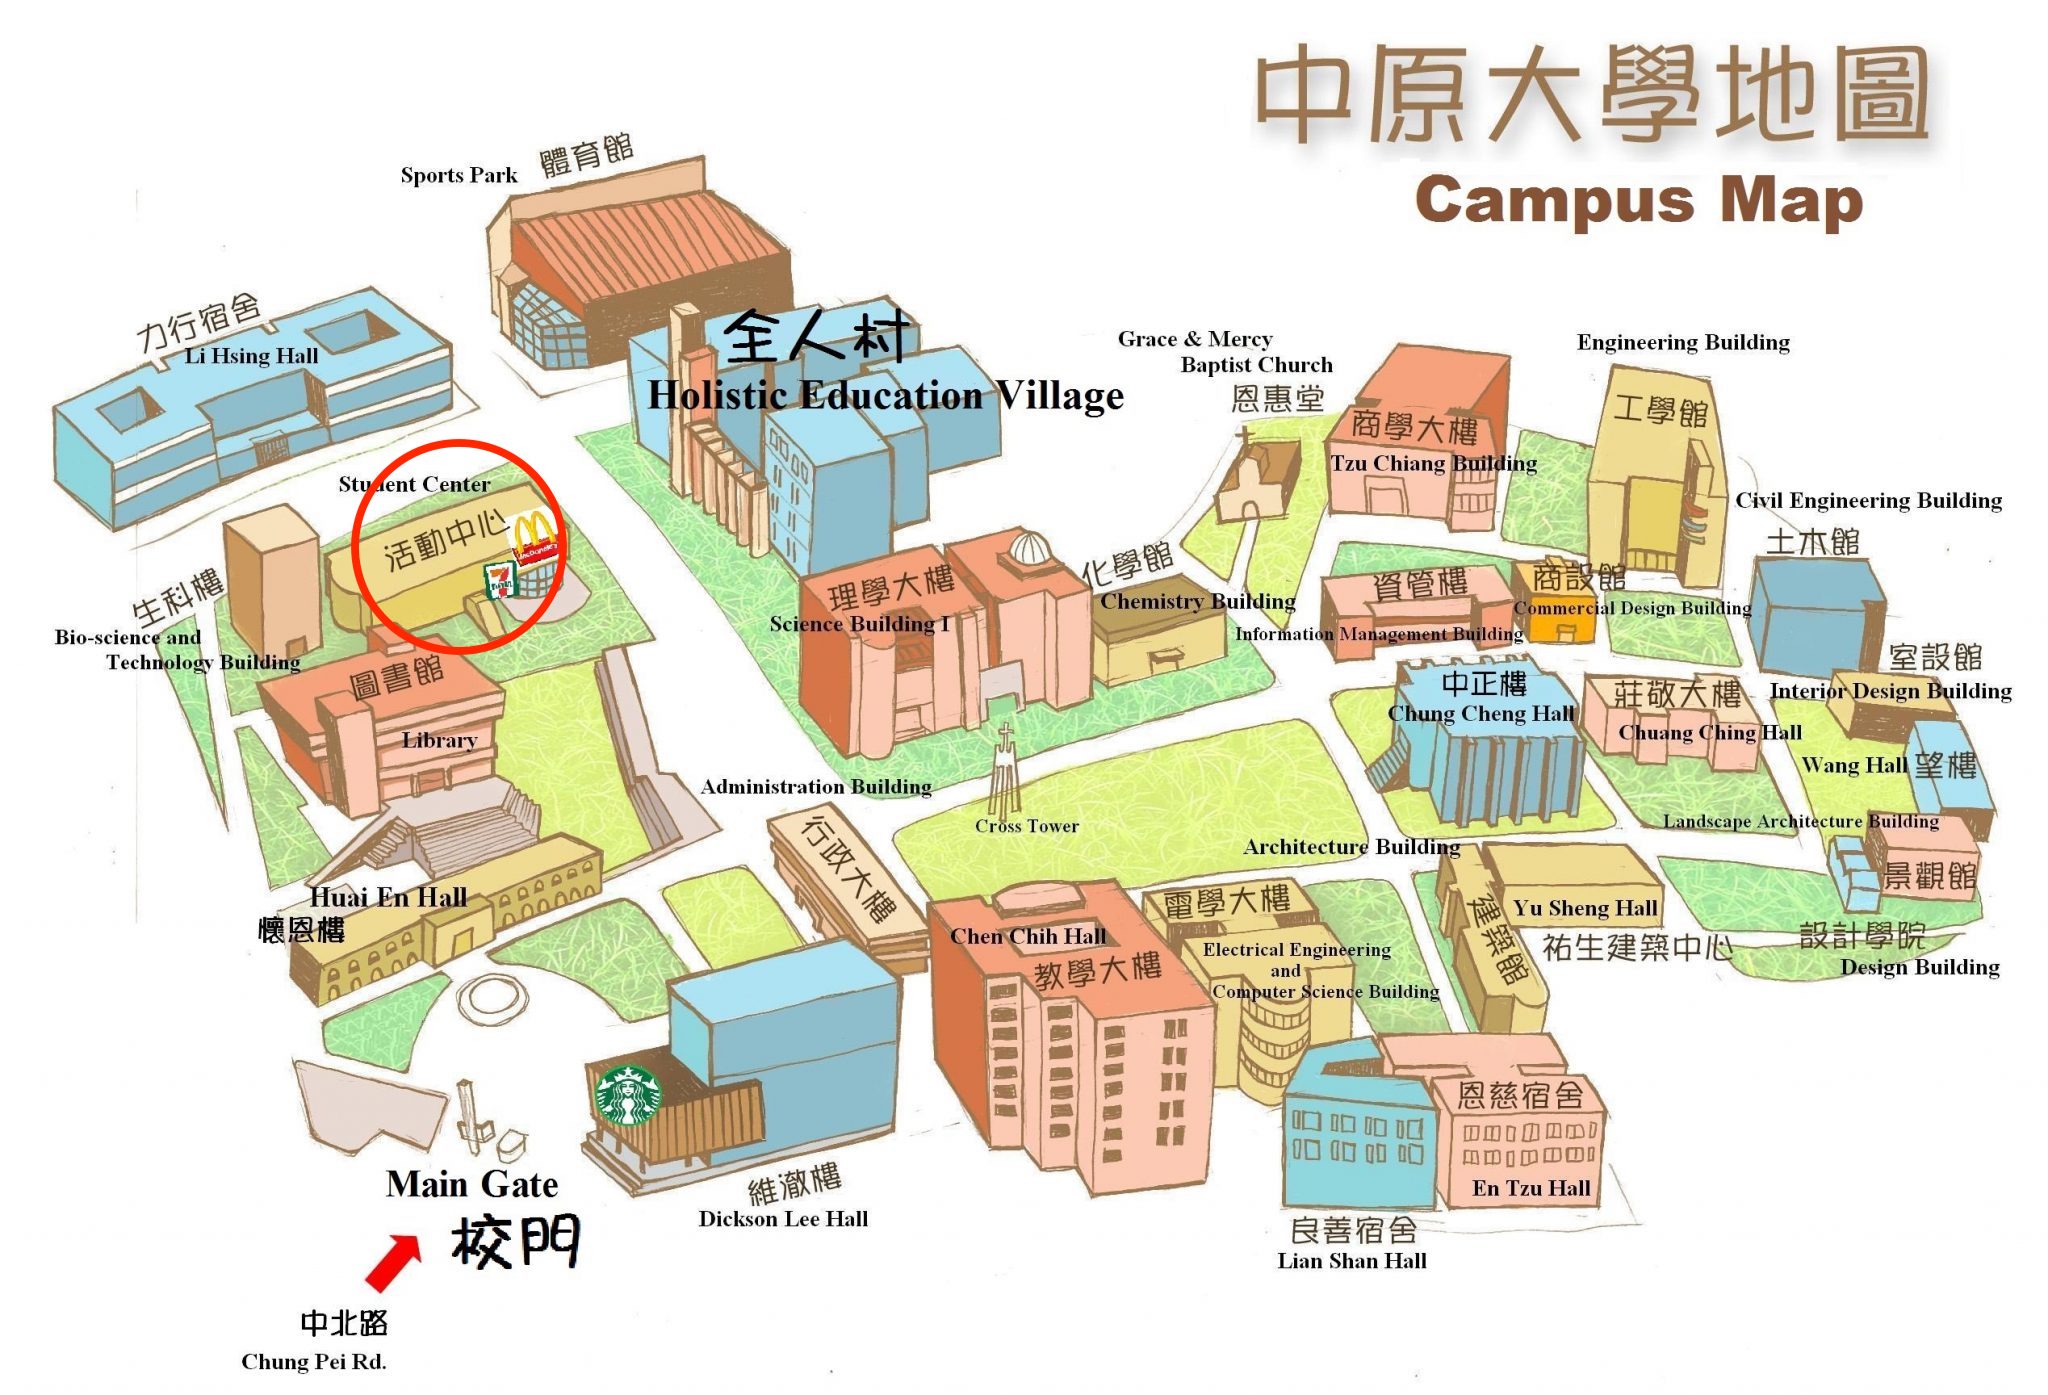 中原大學地圖
Campus Map
體育館
Sports Park
力行宿舍
Li Hsing Hall
全人村
Holistic Education Village
Grace & Mercy
Baptist Church
恩惠堂
商學大樓
Tzu Chiang Building
Engineering Building
工學館
Civil Engineering Building
土木館
Student Center
活動中心
McDonald's
7
ELEVEN
生科樓
Bio-science and
Technology Building
圖書館
Library
理學大樓
Science Building I
化學館
Chemistry Building
資管樓
Information Management Building
商設館
Commercial Design Building
中正樓
Chung Cheng Hall
莊敬大樓
Chuang Ching Hall
室設館
Interior Design Building
Wang Hall 望樓
Landscape Architecture Building
景觀館
設計學院
Design Building
Administration Building
行政大樓
Cross Tower
Architecture Building
建築館
Yu Sheng Hall
祐生建築中心
Huai En Hall
懷恩樓
Chen Chih Hall
教學大樓
電學大樓
Electrical Engineering
and
Computer Science Building
恩慈宿舍
En Tzu Hall
良善宿舍
Lian Shan Hall
維澈樓
Dickson Lee Hall
Main Gate
校門
中北路
Chung Pei Rd.